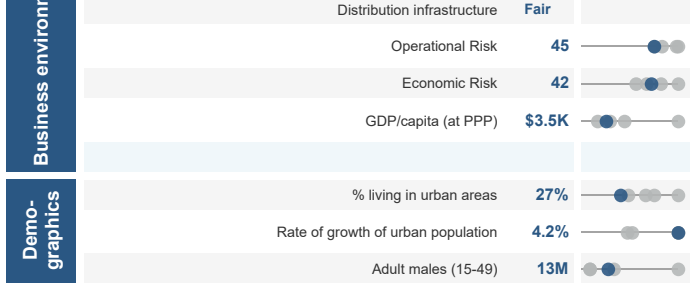 Business environm
Distribution infrastructure Fair
Operational Risk 45
Economic Risk 42
GDP/capita (at PPP) $3.5K
Demo-
graphics
% living in urban areas 27%
Rate of growth of urban population 4.2%
Adult males (15-49) 13M